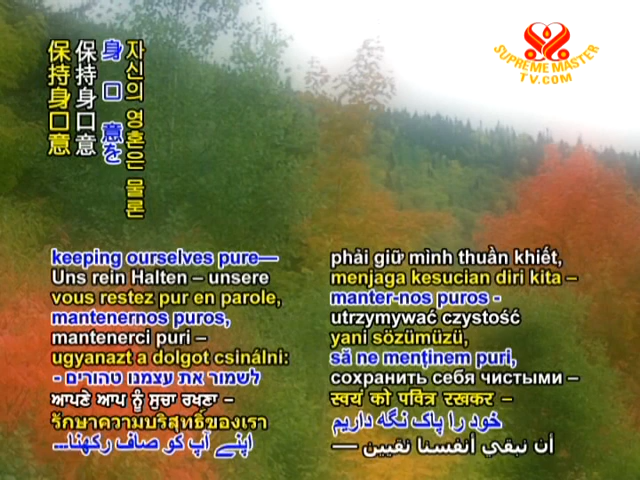 SUPREME MASTER
TV.COM
자신의 영혼은 물론
身 口 意を
保持身口意
保持身口意
keeping ourselves pure—
Uns rein Halten – unsere
vous restez pur en parole,
mantenernos puros,
mantenerci puri –
ugyanazt a dolgot csinálni:
לשמור את עצמנו טהורים -
ਆਪਣੇ ਆਪ ਨੂੰ ਸੁਚਾ ਰਖਣਾ –
รักษาความบริสุทธิ์ของเรา
اپنے آپ کو صاف رکھنا...
phải giữ mình thuần khiết,
menjaga kesucian diri kita –
manter-nos puros -
utrzymywać czystość
yani sözümüzü,
să ne menținem puri,
сохранить себя чистыми –
स्वयं को पवित्र रखकर –
خود را پاک نگه داریم
أن نبقي أنفسنا نقيين —